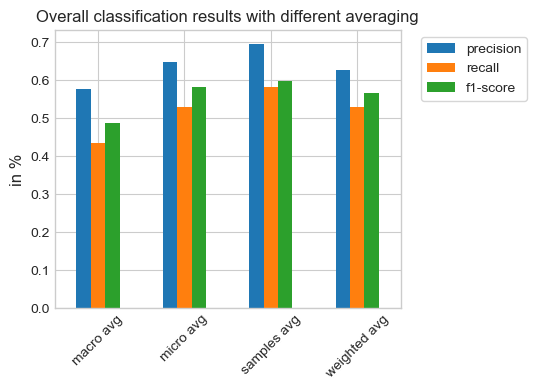 Overall classification results with different averaging
precision
recall
f1-score
in %
0.7
0.6
0.5
0.4
0.3
0.2
0.1
0.0
macro avg
micro avg
samples avg
weighted avg